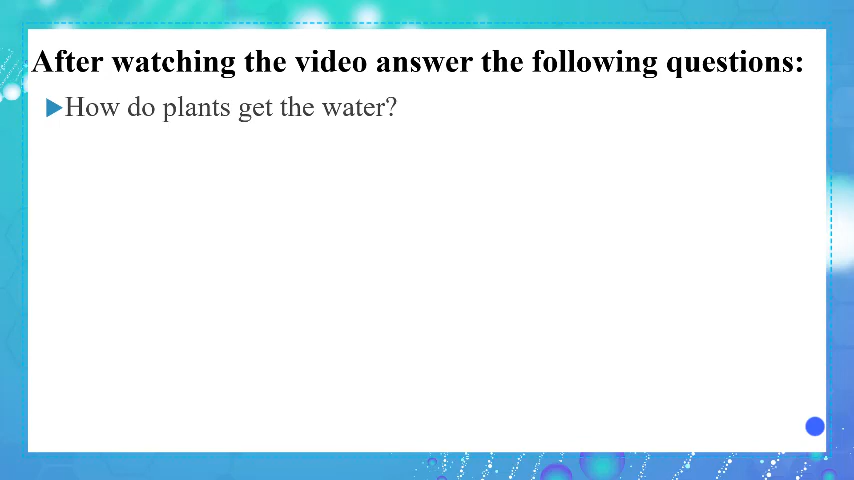 After watching the video answer the following questions:
How do plants get the water?